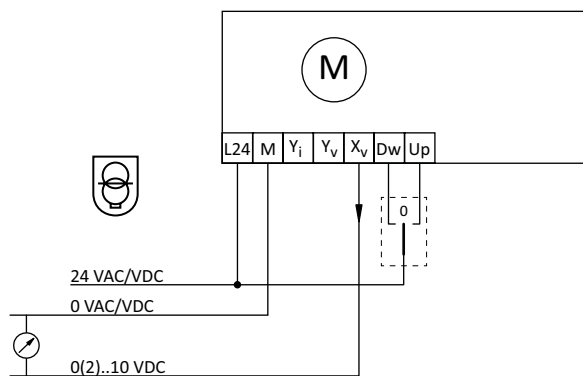 M
L24 M Yi Yv Xv Dw Up
0
24 VAC/VDC
0 VAC/VDC
0(2)..10 VDC